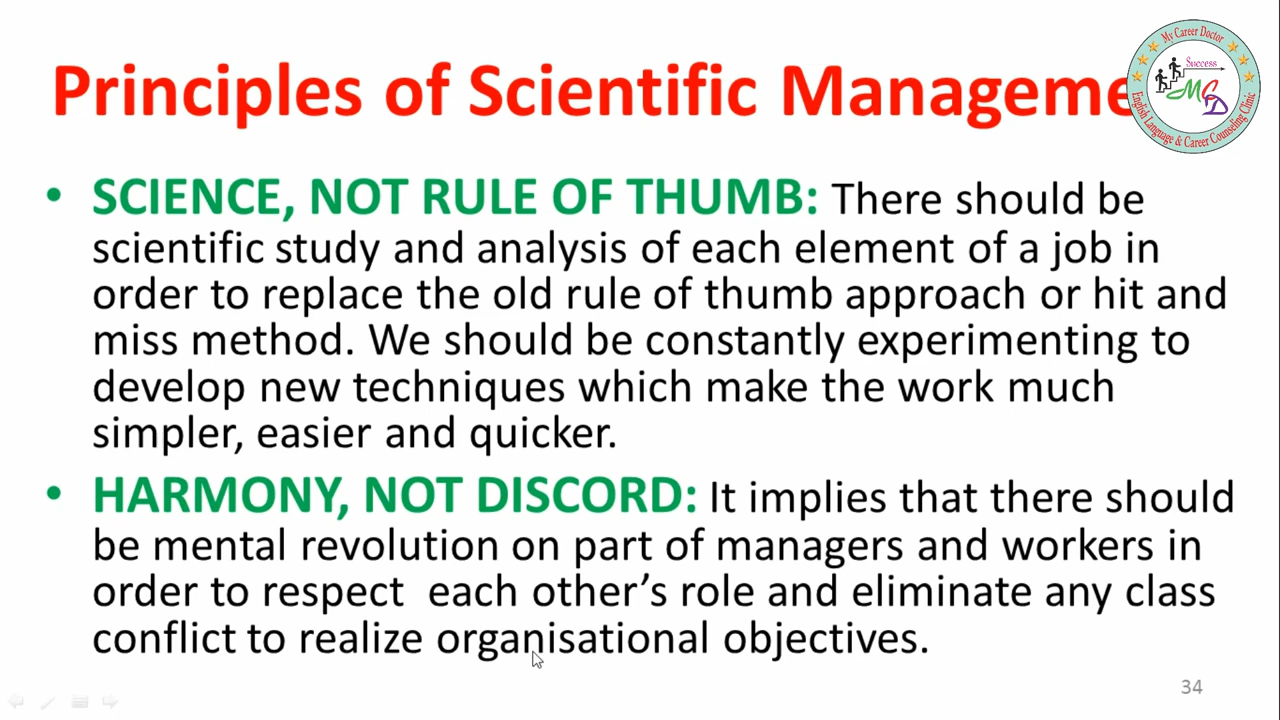 Principles of Scientific Manageme
My Career Doctor
Success
MCD
English Language & Career Counseling Clinic
• SCIENCE, NOT RULE OF THUMB: There should be
scientific study and analysis of each element of a job in
order to replace the old rule of thumb approach or hit and
miss method. We should be constantly experimenting to
develop new techniques which make the work much
simpler, easier and quicker.
• HARMONY, NOT DISCORD: It implies that there should
be mental revolution on part of managers and workers in
order to respect  each other’s role and eliminate any class
conflict to realize organisational objectives.
34